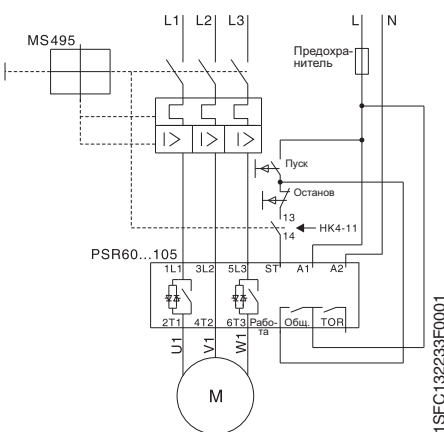 L1 L2 L3 L N
MS495
Предохра-
нитель
Пуск
Останов
13
14
HK4-11
PSR60...105
1L1 3L2 5L3 ST A1 A2
2T1 4T2 6T3 Рабо-
та Общ. TOR
U1 V1 W1
M
1SFC132233F0001